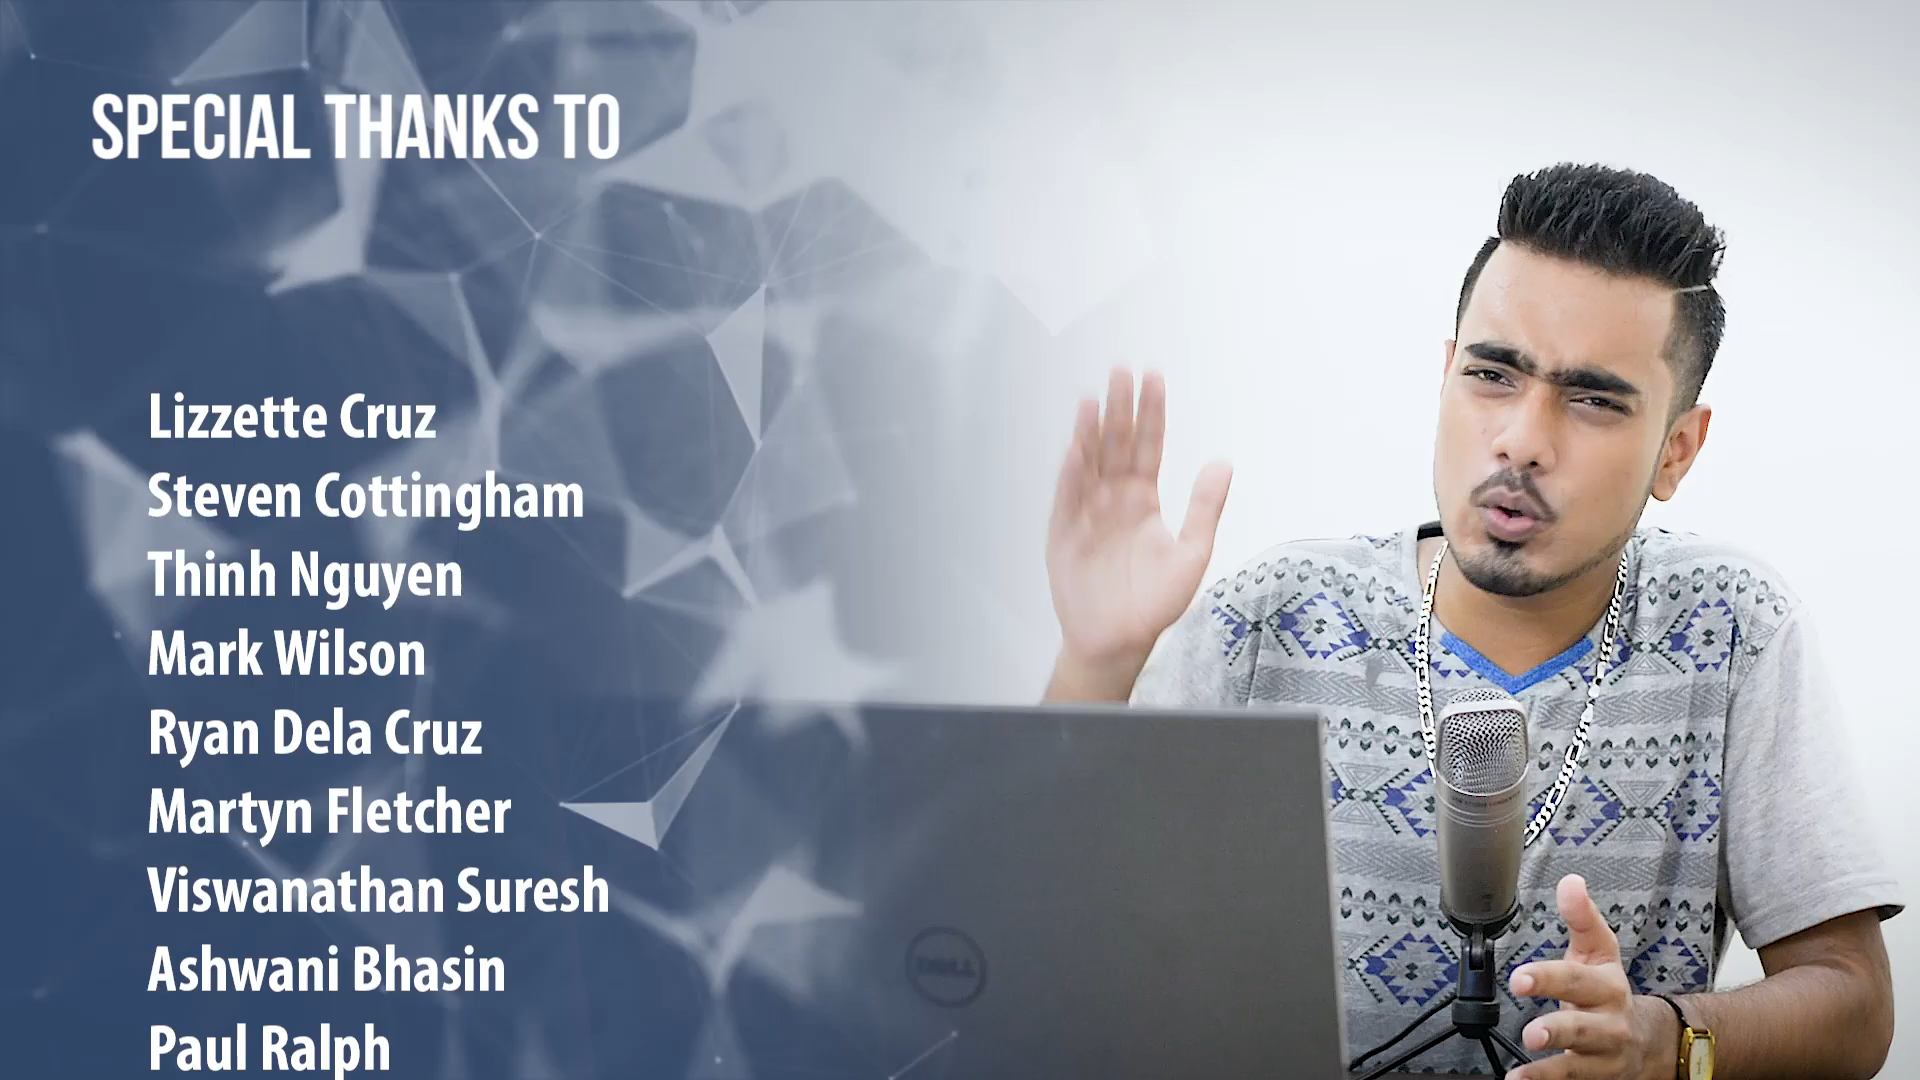 SPECIAL THANKS TO
Lizzette Cruz
Steven Cottingham
Thinh Nguyen
Mark Wilson
Ryan Dela Cruz
Martyn Fletcher
Viswanathan Suresh
Ashwani Bhasin
Paul Ralph
DELL